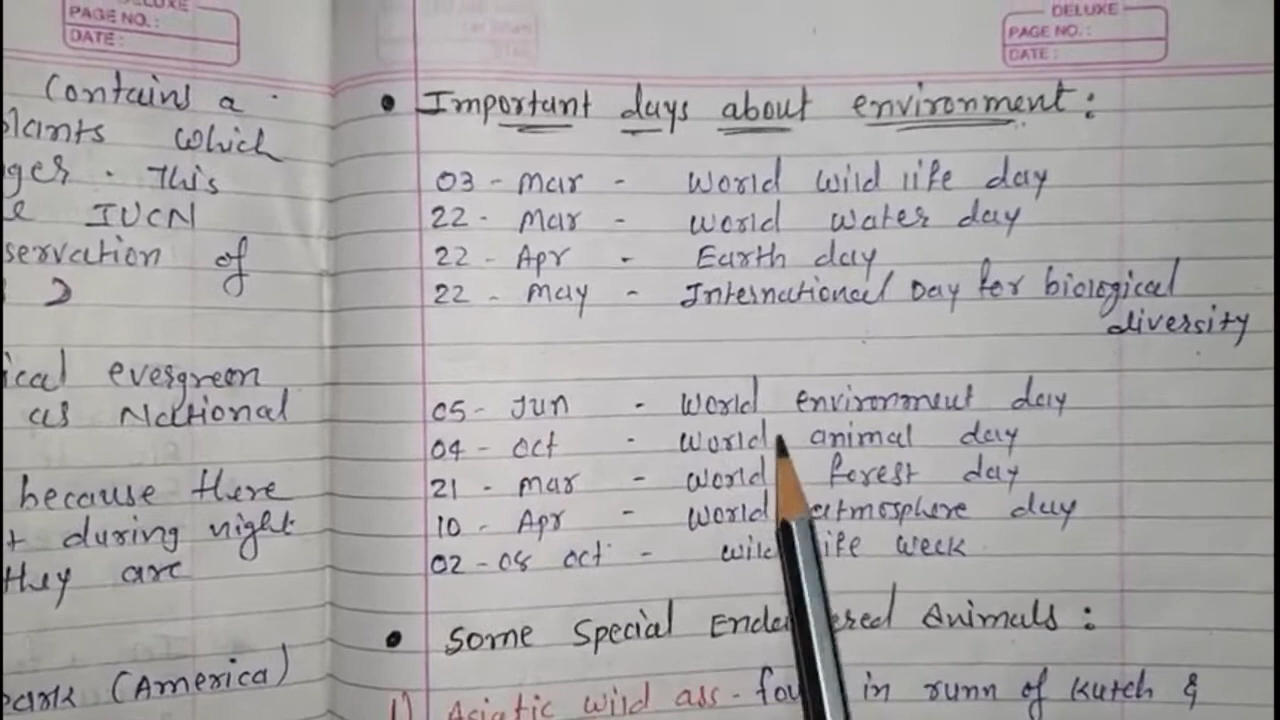 DELUXE
PAGE NO.:
DATE:
Contains a
plants which
This
IUCN
servation of
ical evergreen
as National
because there
t during night
they are
park (America)
DELUXE
PAGE NO.:
DATE:
• Important days about environment:
03 - Mar - World wild life day
22 - Mar - World water day
22 - Apr - Earth day
22 - May - International Day for biological
diversity
05 - Jun - World environment day
04 - Oct - World animal day
21 - Mar - World forest day
10 - Apr - World atmosphere day
02 - 08 Oct - wild life week
• Some Special Endangered Animals:
1) Asiatic wild ass - found in runn of Kutch &